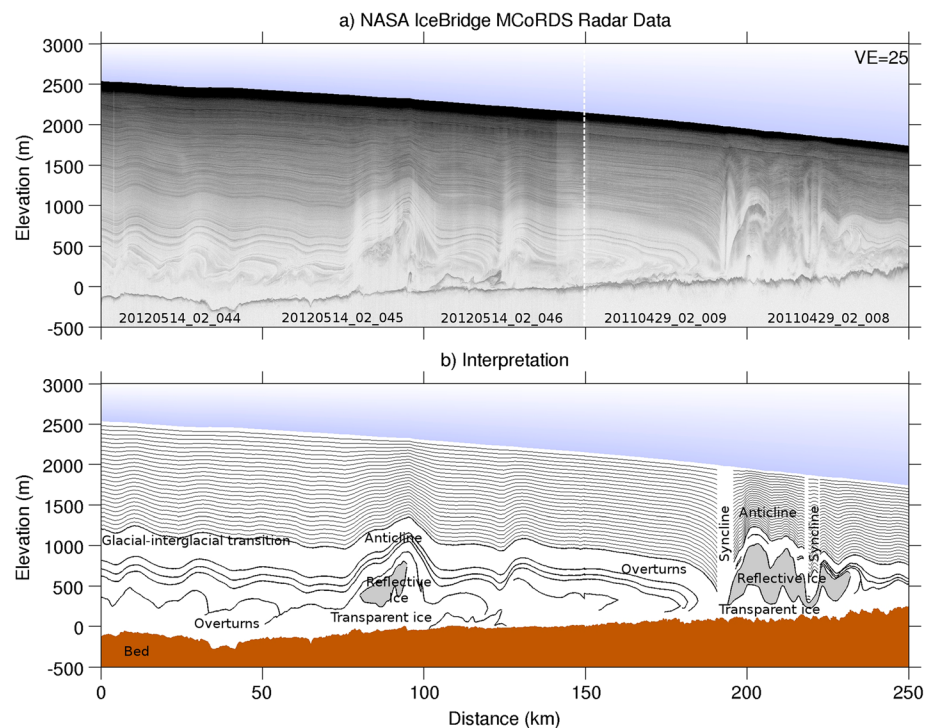 a) NASA IceBridge MCoRDS Radar Data
VE=25
3000
2500
2000
1500
1000
500
0
-500
Elevation (m)
20120514_02_044
20120514_02_045
20120514_02_046
20110429_02_009
20110429_02_008
b) Interpretation
3000
2500
2000
1500
1000
500
0
-500
Elevation (m)
Glacial-interglacial transition
Anticline
Reflective
Ice
Overturns
Transparent ice
Overturns
Syncline
Anticline
Syncline
Reflective Ice
Transparent ice
Bed
0
50
100
150
200
250
Distance (km)